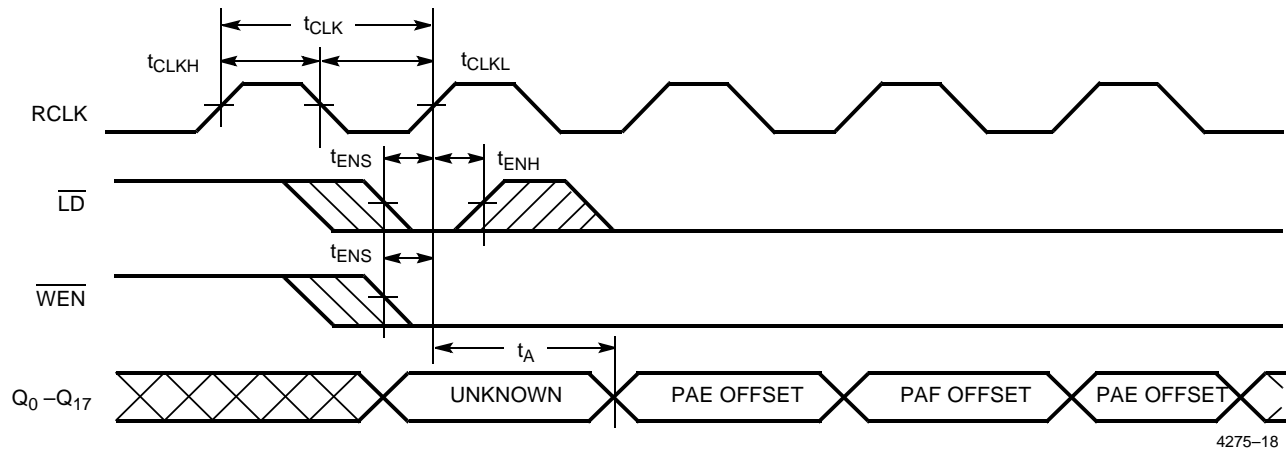 tCLK
tCLKH
tCLKL
RCLK
tENS
tENH
LD
tENS
WEN
tA
Q0 –Q17
UNKNOWN
PAE OFFSET
PAF OFFSET
PAE OFFSET
4275–18